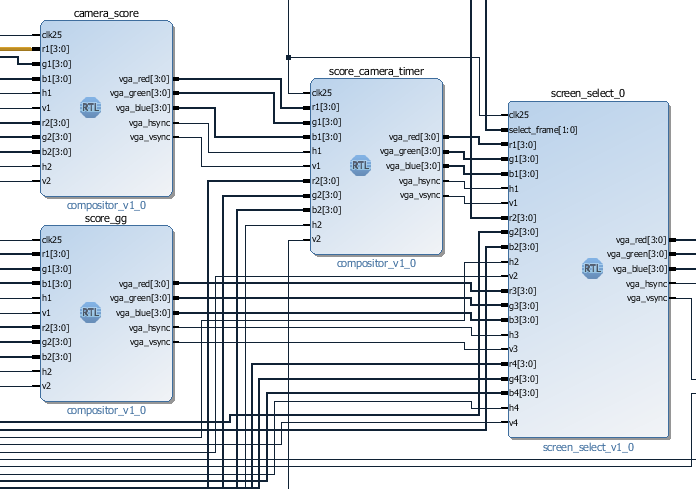 camera_score
clk25
r1[3:0]
g1[3:0]
b1[3:0]
h1
v1
r2[3:0]
g2[3:0]
b2[3:0]
h2
v2
RTL
vga_red[3:0]
vga_green[3:0]
vga_blue[3:0]
vga_hsync
vga_vsync
compositor_v1_0
score_gg
clk25
r1[3:0]
g1[3:0]
b1[3:0]
h1
v1
r2[3:0]
g2[3:0]
b2[3:0]
h2
v2
RTL
vga_red[3:0]
vga_green[3:0]
vga_blue[3:0]
vga_hsync
vga_vsync
compositor_v1_0
score_camera_timer
clk25
r1[3:0]
g1[3:0]
b1[3:0]
h1
v1
r2[3:0]
g2[3:0]
b2[3:0]
h2
v2
RTL
vga_red[3:0]
vga_green[3:0]
vga_blue[3:0]
vga_hsync
vga_vsync
compositor_v1_0
screen_select_0
clk25
select_frame[1:0]
r1[3:0]
g1[3:0]
b1[3:0]
h1
v1
r2[3:0]
g2[3:0]
b2[3:0]
h2
v2
r3[3:0]
g3[3:0]
b3[3:0]
h3
v3
r4[3:0]
g4[3:0]
b4[3:0]
h4
v4
RTL
vga_red[3:0]
vga_green[3:0]
vga_blue[3:0]
vga_hsync
vga_vsync
screen_select_v1_0